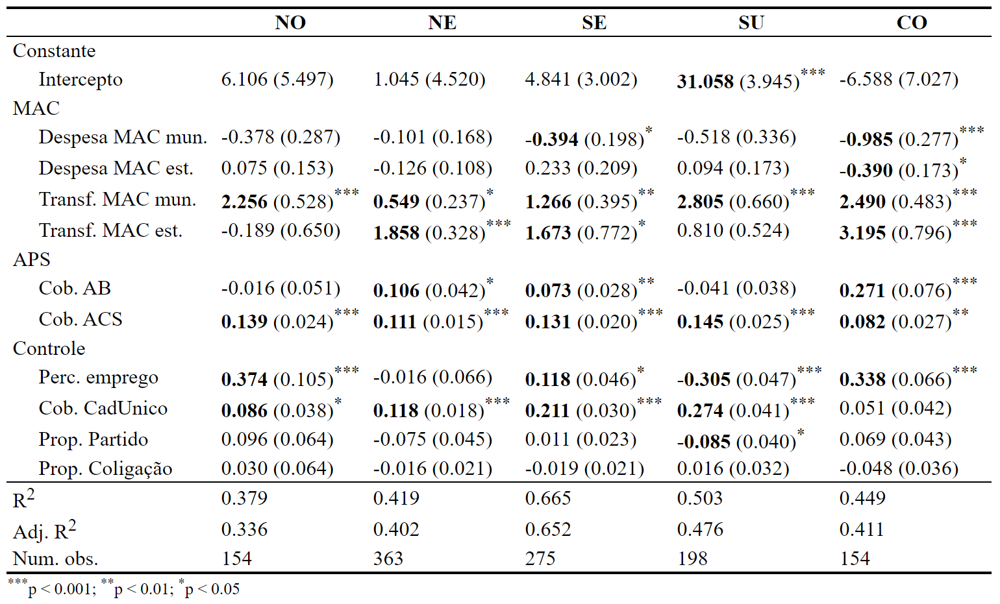 NO NE SE SU CO
Constante
Intercepto 6.106 (5.497) 1.045 (4.520) 4.841 (3.002) 31.058 (3.945)*** -6.588 (7.027)
MAC
Despesa MAC mun. -0.378 (0.287) -0.101 (0.168) -0.394 (0.198)* -0.518 (0.336) -0.985 (0.277)***
Despesa MAC est. 0.075 (0.153) -0.126 (0.108) 0.233 (0.209) 0.094 (0.173) -0.390 (0.173)*
Transf. MAC mun. 2.256 (0.528)*** 0.549 (0.237)* 1.266 (0.395)** 2.805 (0.660)*** 2.490 (0.483)***
Transf. MAC est. -0.189 (0.650) 1.858 (0.328)*** 1.673 (0.772)* 0.810 (0.524) 3.195 (0.796)***
APS
Cob. AB -0.016 (0.051) 0.106 (0.042)* 0.073 (0.028)** -0.041 (0.038) 0.271 (0.076)***
Cob. ACS 0.139 (0.024)*** 0.111 (0.015)*** 0.131 (0.020)*** 0.145 (0.025)*** 0.082 (0.027)**
Controle
Perc. emprego 0.374 (0.105)*** -0.016 (0.066) 0.118 (0.046)* -0.305 (0.047)*** 0.338 (0.066)***
Cob. CadUnico 0.086 (0.038)* 0.118 (0.018)*** 0.211 (0.030)*** 0.274 (0.041)*** 0.051 (0.042)
Prop. Partido 0.096 (0.064) -0.075 (0.045) 0.011 (0.023) -0.085 (0.040)* 0.069 (0.043)
Prop. Coligação 0.030 (0.064) -0.016 (0.021) -0.019 (0.021) 0.016 (0.032) -0.048 (0.036)
R² 0.379 0.419 0.665 0.503 0.449
Adj. R² 0.336 0.402 0.652 0.476 0.411
Num. obs. 154 363 275 198 154
***p < 0.001; **p < 0.01; *p < 0.05